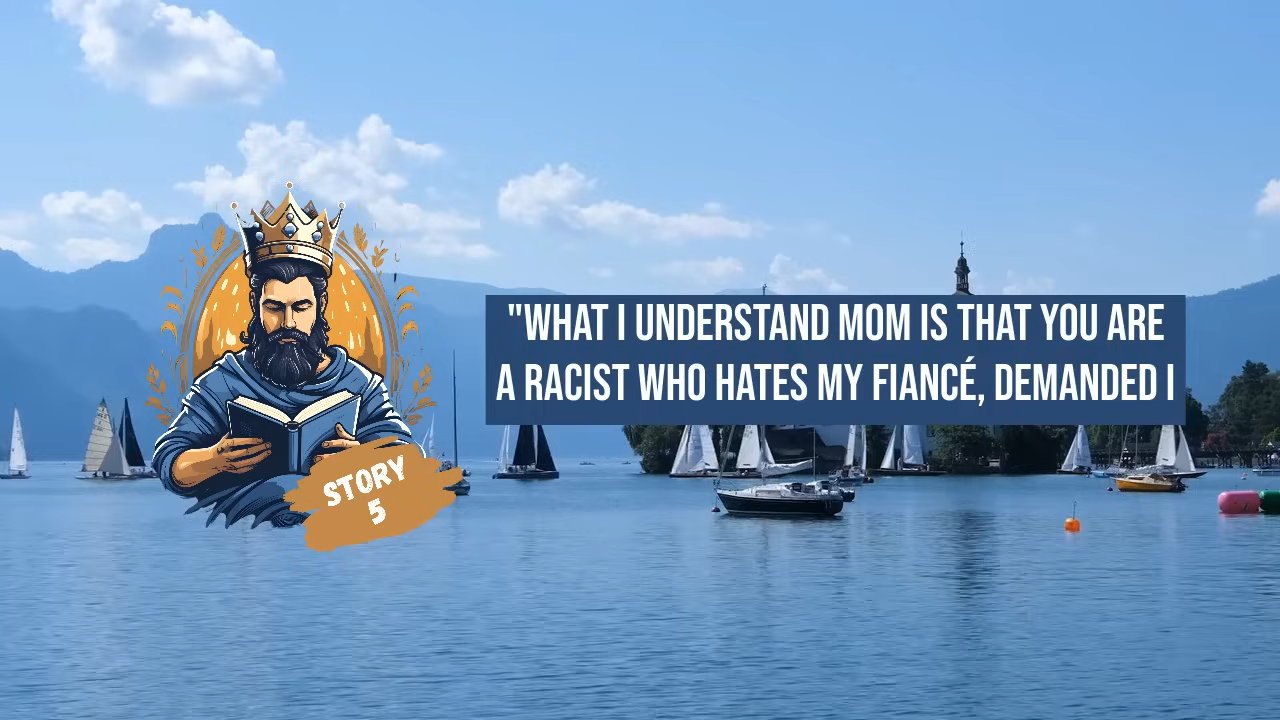 "WHAT I UNDERSTAND MOM IS THAT YOU ARE
A RACIST WHO HATES MY FIANCÉ, DEMANDED I
STORY
5